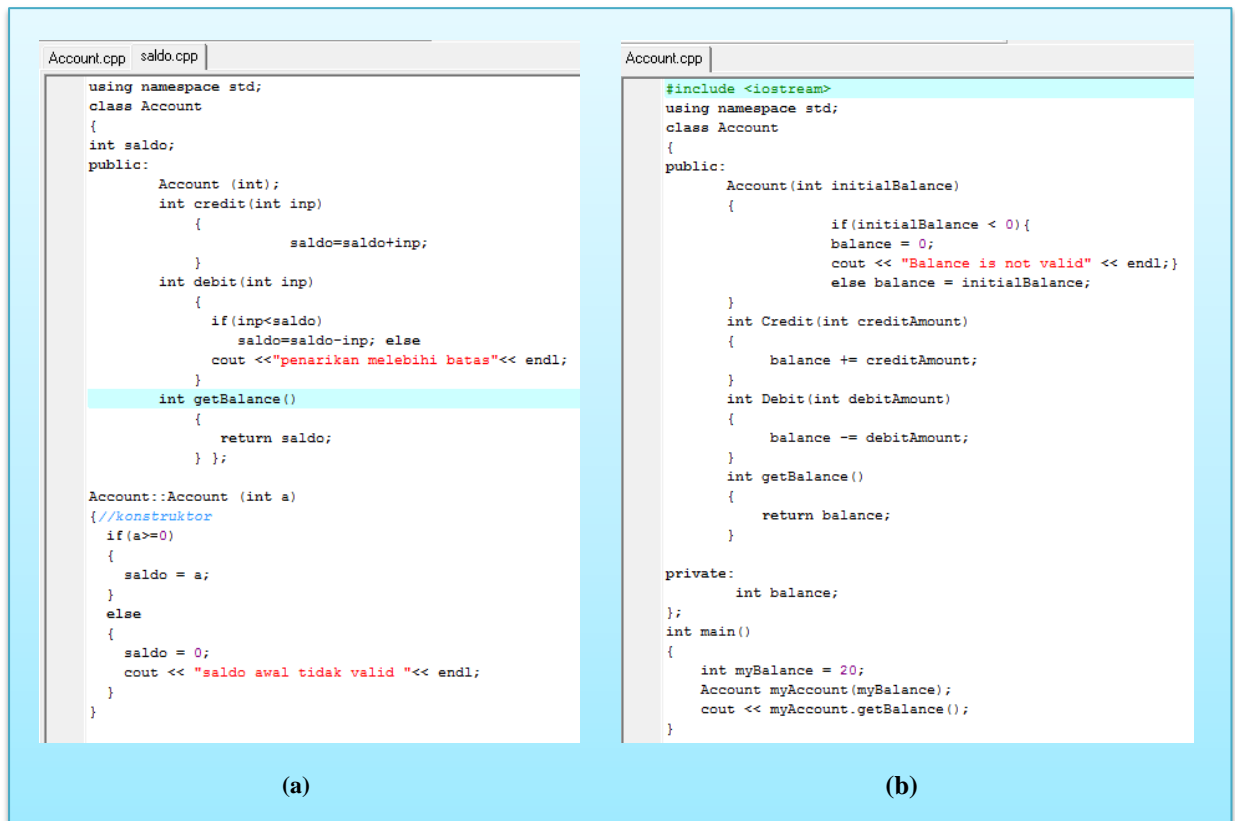 Account.cpp saldo.cpp
using namespace std;
class Account
{
int saldo;
public:
Account (int);
int credit(int inp)
{
saldo=saldo+inp;
}
int debit(int inp)
{
if(inp<saldo)
saldo=saldo-inp; else
cout <<"penarikan melebihi batas"<< endl;
}
int getBalance()
{
return saldo;
} };
Account::Account (int a)
{//konstruktor
if(a>=0)
{
saldo = a;
}
else
{
saldo = 0;
cout << "saldo awal tidak valid "<< endl;
}
}
(a)
Account.cpp
#include <iostream>
using namespace std;
class Account
{
public:
Account(int initialBalance)
{
if(initialBalance < 0){
balance = 0;
cout << "Balance is not valid" << endl;}
else balance = initialBalance;
}
int Credit(int creditAmount)
{
balance += creditAmount;
}
int Debit(int debitAmount)
{
balance -= debitAmount;
}
int getBalance()
{
return balance;
}
private:
int balance;
};
int main()
{
int myBalance = 20;
Account myAccount(myBalance);
cout << myAccount.getBalance();
}
(b)